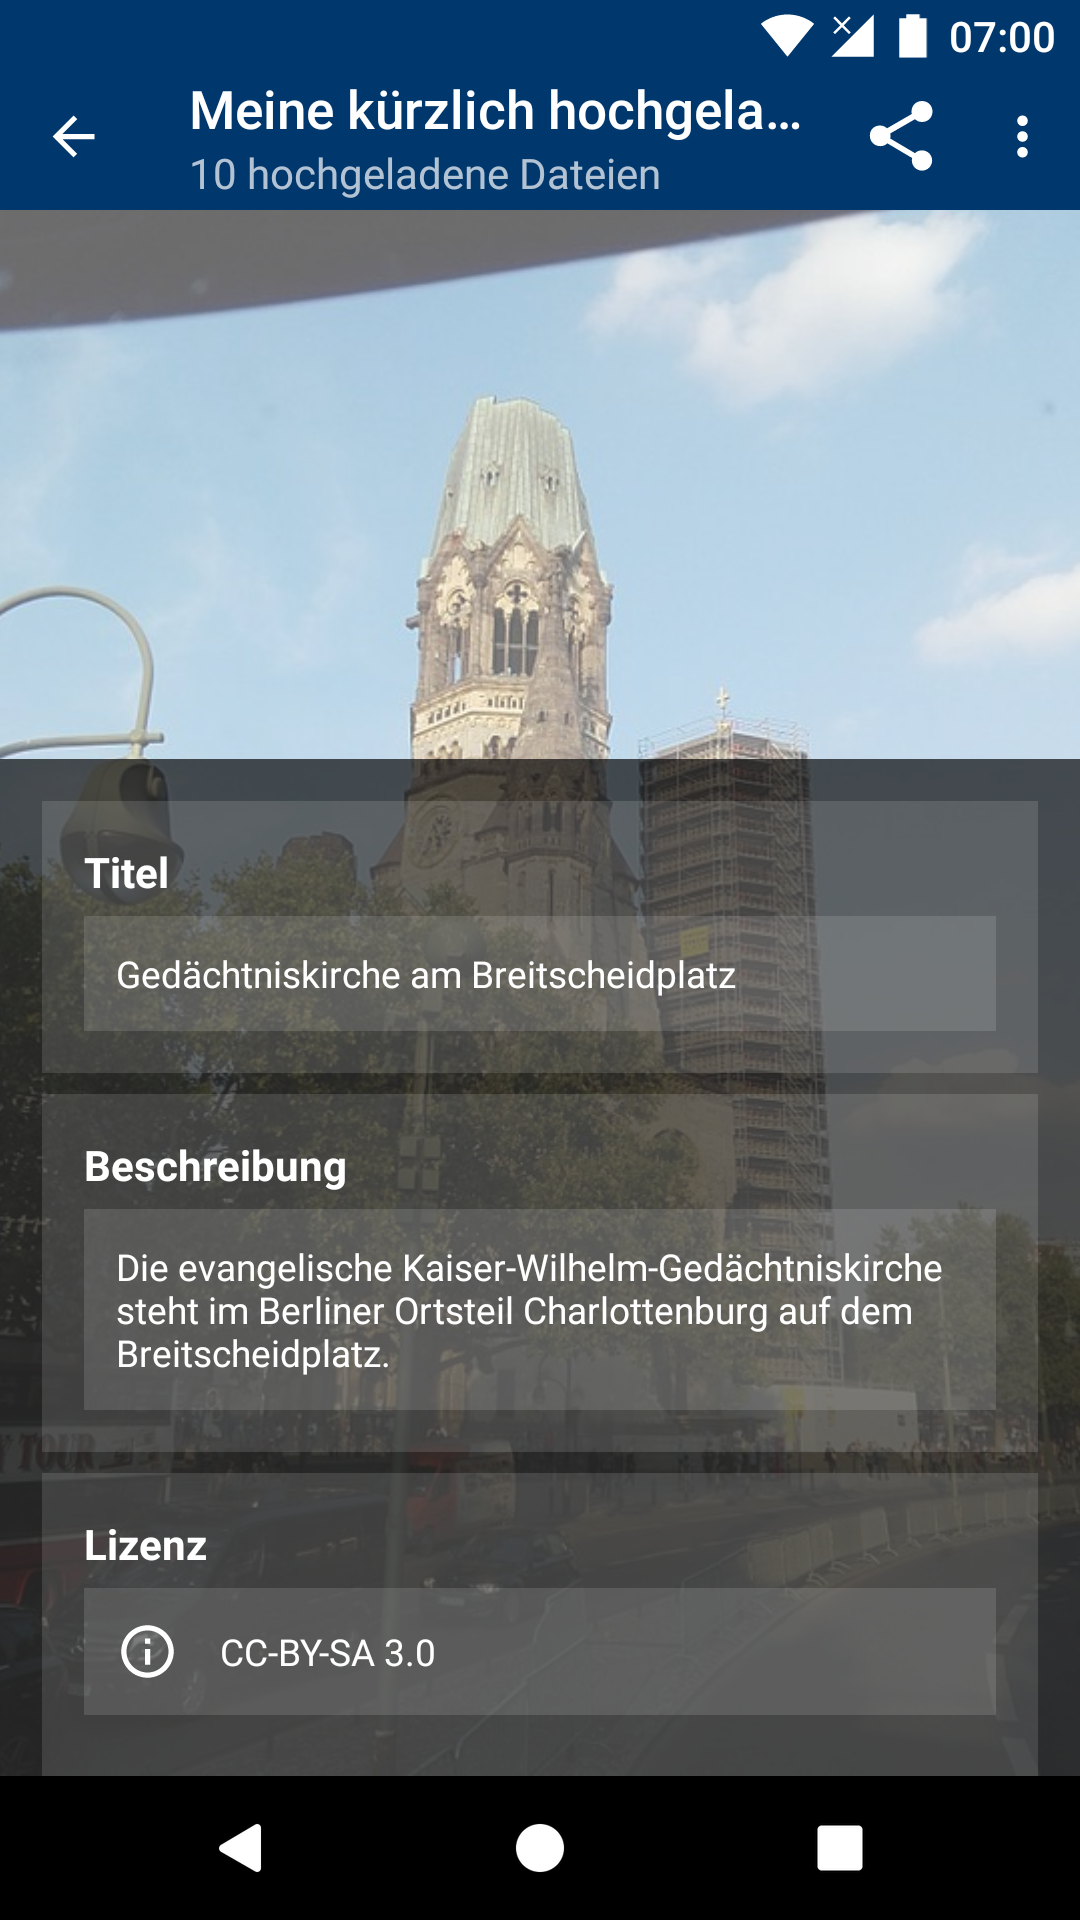 07:00
Meine kürzlich hochgela...
10 hochgeladene Dateien
Titel
Gedächtniskirche am Breitscheidplatz
Beschreibung
Die evangelische Kaiser-Wilhelm-Gedächtniskirche
steht im Berliner Ortsteil Charlottenburg auf dem
Breitscheidplatz.
TOUR
Lizenz
CC-BY-SA 3.0